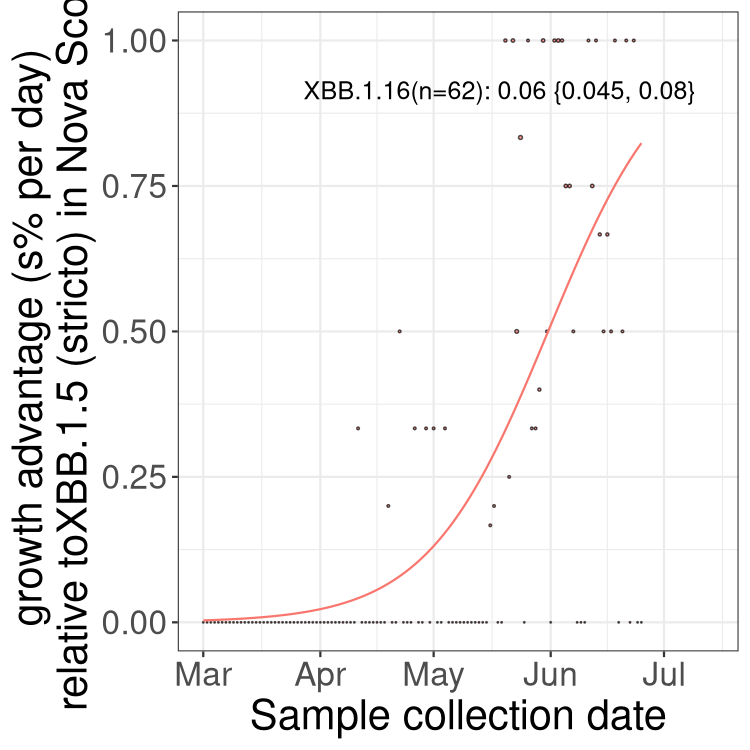 growth advantage (s% per day)
relative toXBB.1.5 (stricto) in Nova Sco
1.00
0.75
0.50
0.25
0.00
XBB.1.16(n=62): 0.06 {0.045, 0.08}
Mar Apr May Jun Jul
Sample collection date